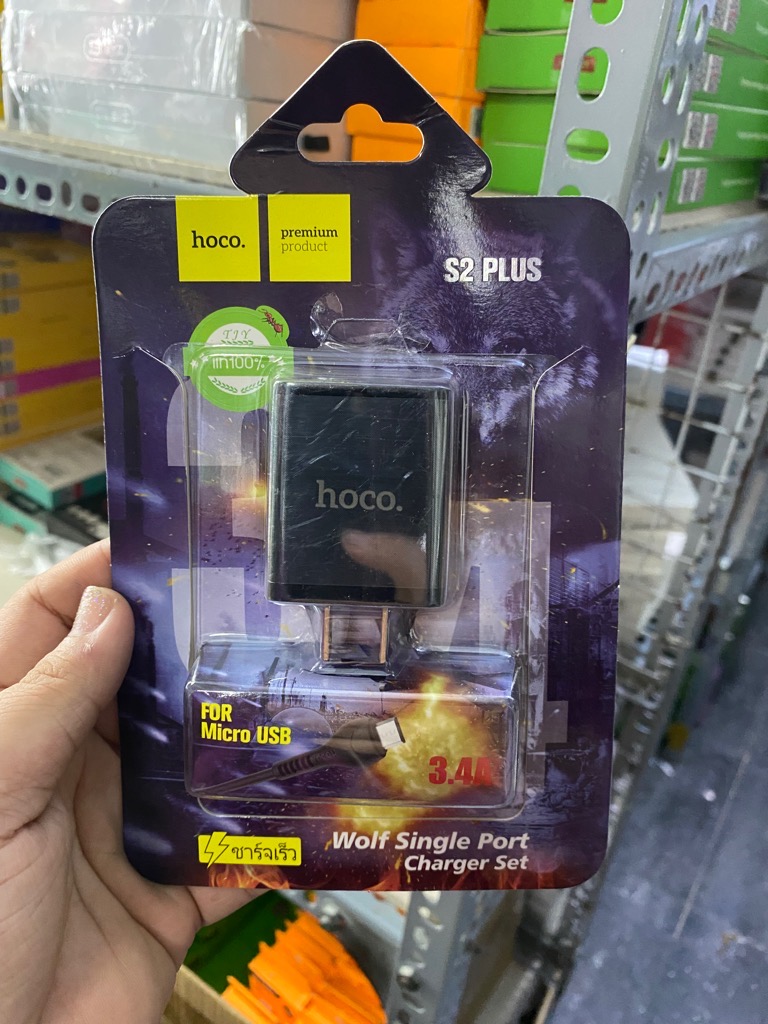 hoco.
premium
product
S2 PLUS
TJY
แท้100%
hoco.
FOR
Micro USB
3.4A
ชาร์จเร็ว
Wolf Single Port
Charger Set